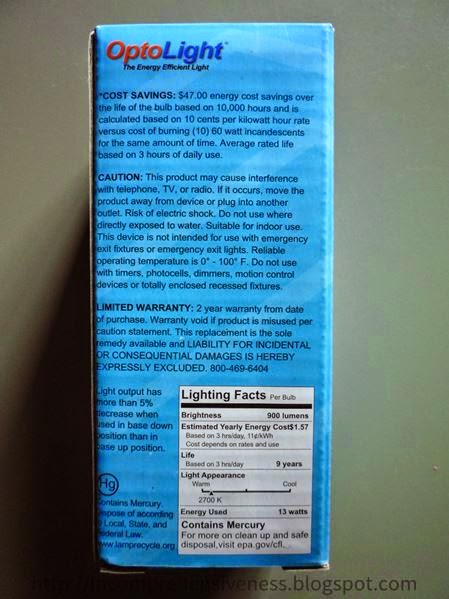 OptoLight
The Energy Efficient Light
*COST SAVINGS: $47.00 energy cost savings over
the life of the bulb based on 10,000 hours and is
calculated based on 10 cents per kilowatt hour rate
versus cost of burning (10) 60 watt incandescents
for the same amount of time. Average rated life
based on 3 hours of daily use.
CAUTION: This product may cause interference
with telephone, TV, or radio. If it occurs, move the
product away from device or plug into another
outlet. Risk of electric shock. Do not use where
directly exposed to water. Suitable for indoor use.
This device is not intended for use with emergency
exit fixtures or emergency exit lights. Reliable
operating temperature is 0° - 100° F. Do not use
with timers, photocells, dimmers, motion control
devices or totally enclosed recessed fixtures.
LIMITED WARRANTY: 2 year warranty from date
of purchase. Warranty void if product is misused per
caution statement. This replacement is the sole
remedy available and LIABILITY FOR INCIDENTAL
OR CONSEQUENTIAL DAMAGES IS HEREBY
EXPRESSLY EXCLUDED. 800-469-6404
Light output has
more than 5%
decrease when
used in base down
position than in
base up position.
Hg
Contains Mercury.
Dispose of according
to Local, State, and
Federal Law.
www.lamprecycle.org
Lighting Facts Per Bulb
Brightness 900 lumens
Estimated Yearly Energy Cost $1.57
Based on 3 hrs/day, 11¢/kWh
Cost depends on rates and use
Life
Based on 3 hrs/day 9 years
Light Appearance
Warm Cool
2700 K
Energy Used 13 watts
Contains Mercury
For more on clean up and safe
disposal,visit epa.gov/cfl.